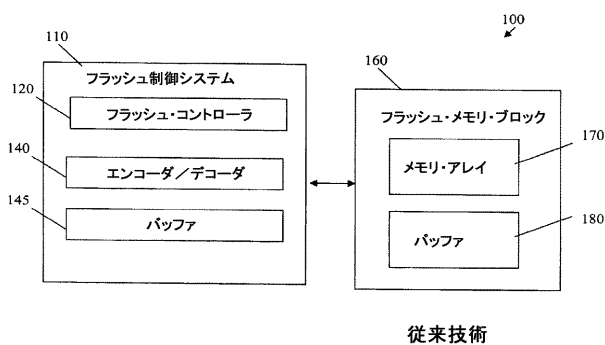 100
110
フラッシュ制御システム
120
フラッシュ・コントローラ
140
エンコーダ／デコーダ
145
バッファ
160
フラッシュ・メモリ・ブロック
170
メモリ・アレイ
180
バッファ
従来技術